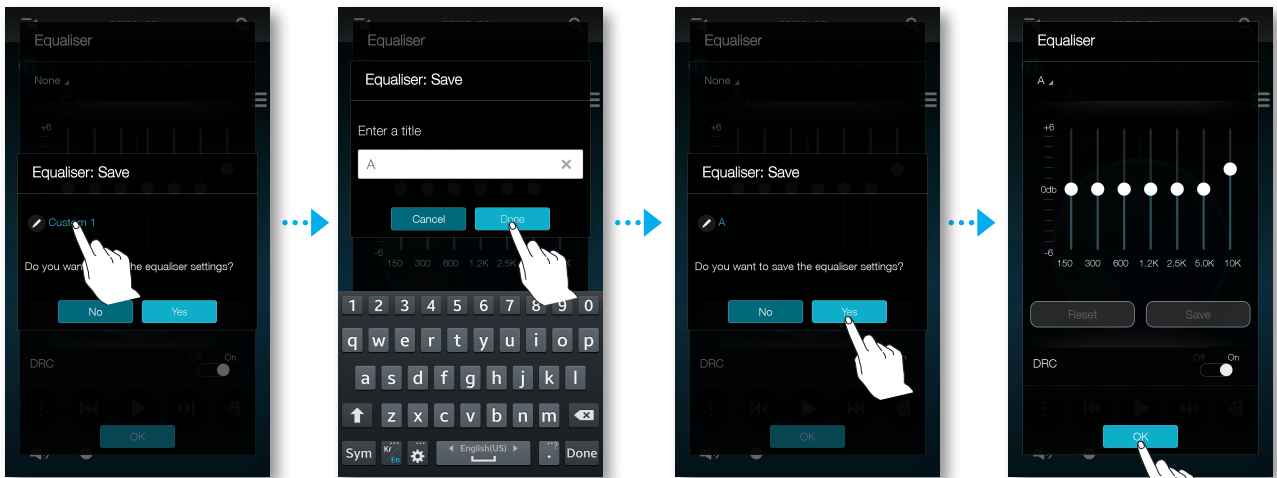 Equaliser
None
+6
Equaliser: Save
Custom 1
Do you want the equaliser settings?
No Yes
DRC
Off On
OK
Equaliser
Equaliser: Save
Enter a title
A
Cancel Done
-6
150 300 600 1.2K 2.5K
1 2 3 4 5 6 7 8 9 0
q w e r t y u i o p
a s d f g h j k l
z x c v b n m
Sym Kr/En English(US) . Done
Equaliser
None
+6
Equaliser: Save
A
Do you want to save the equaliser settings?
No Yes
DRC
On
OK
Equaliser
A
+6
0db
-6
150 300 600 1.2K 2.5K 5.0K 10K
Reset Save
DRC
Off On
OK